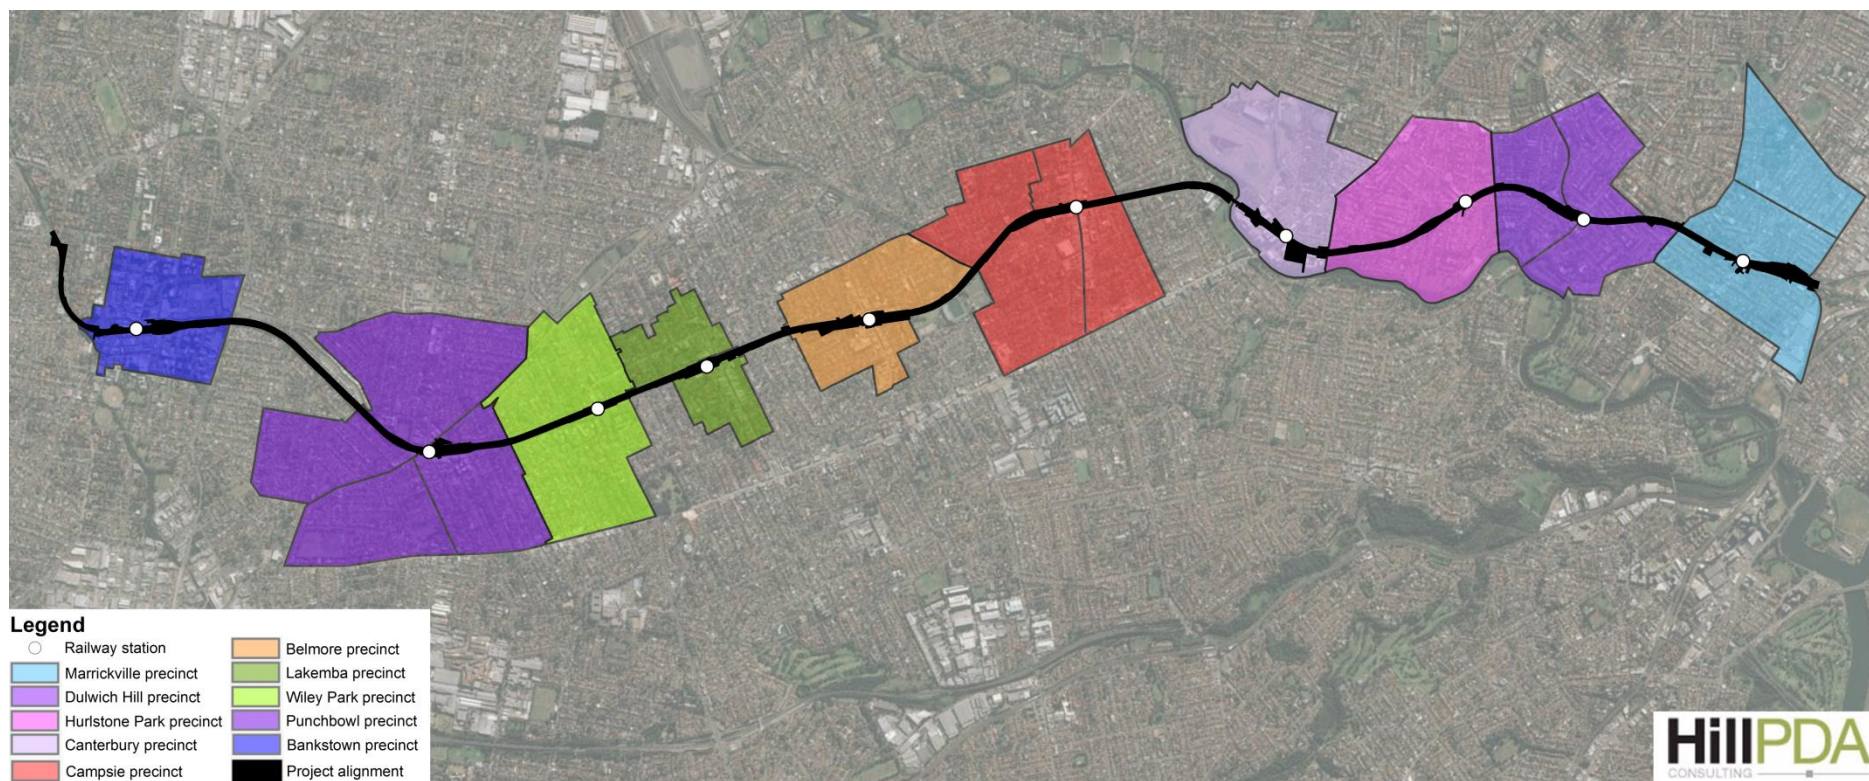 Legend
Railway station
Marrickville precinct
Dulwich Hill precinct
Hurlstone Park precinct
Canterbury precinct
Campsie precinct
Belmore precinct
Lakemba precinct
Wiley Park precinct
Punchbowl precinct
Bankstown precinct
Project alignment
HillPDA
CONSULTING